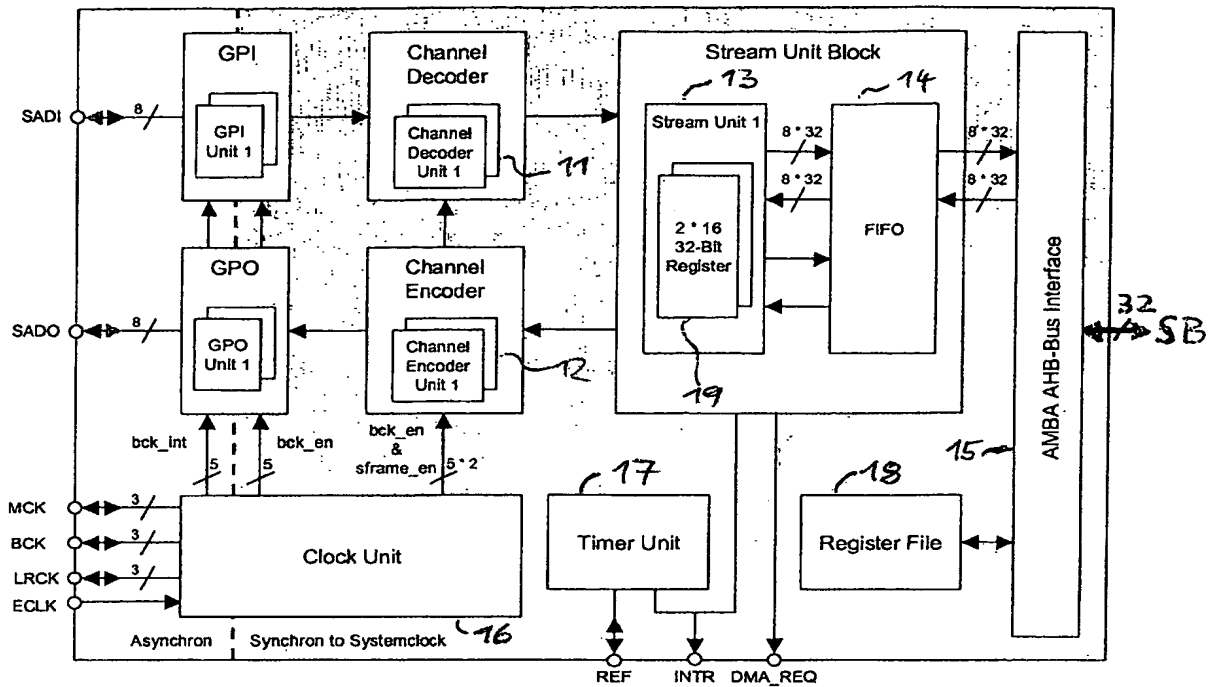 GPI
GPI
Unit 1
Channel
Decoder
Channel
Decoder
Unit 1
11
Stream Unit Block
13
14
Stream Unit 1
2 * 16
32-Bit
Register
19
8 * 32
8 * 32
FIFO
8 * 32
8 * 32
AMBA AHB-Bus Interface
15
32
SB
SADI
8
GPO
GPO
Unit 1
Channel
Encoder
Channel
Encoder
Unit 1
12
SADO
8
bck_int
5
bck_en
5
bck_en
&
sframe_en
5 * 2
MCK
3
BCK
3
LRCK
3
ECLK
Clock Unit
16
17
Timer Unit
18
Register File
Asynchron
Synchron to Systemclock
REF
INTR
DMA_REQ